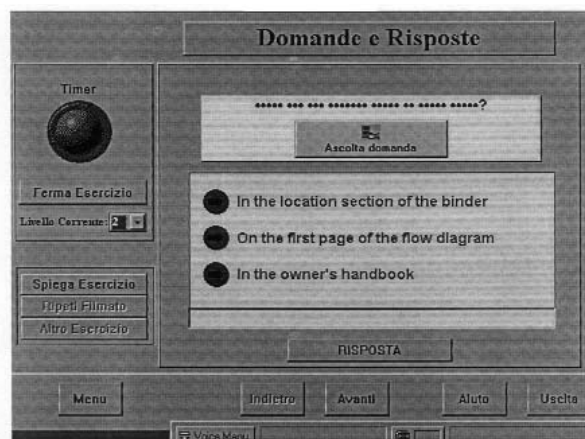 Domande e Risposte
Timer
Ferma Esercizio
Livello Corrente: 2
Spiega Esercizio
Ripeti Filmato
Altro Esercizio
••••• ••• ••• ••••••• ••••• •• ••••• •••••?
Ascolta domanda
In the location section of the binder
On the first page of the flow diagram
In the owner's handbook
RISPOSTA
Menu
Indietro
Avanti
Aiuto
Uscita
Voice Menu